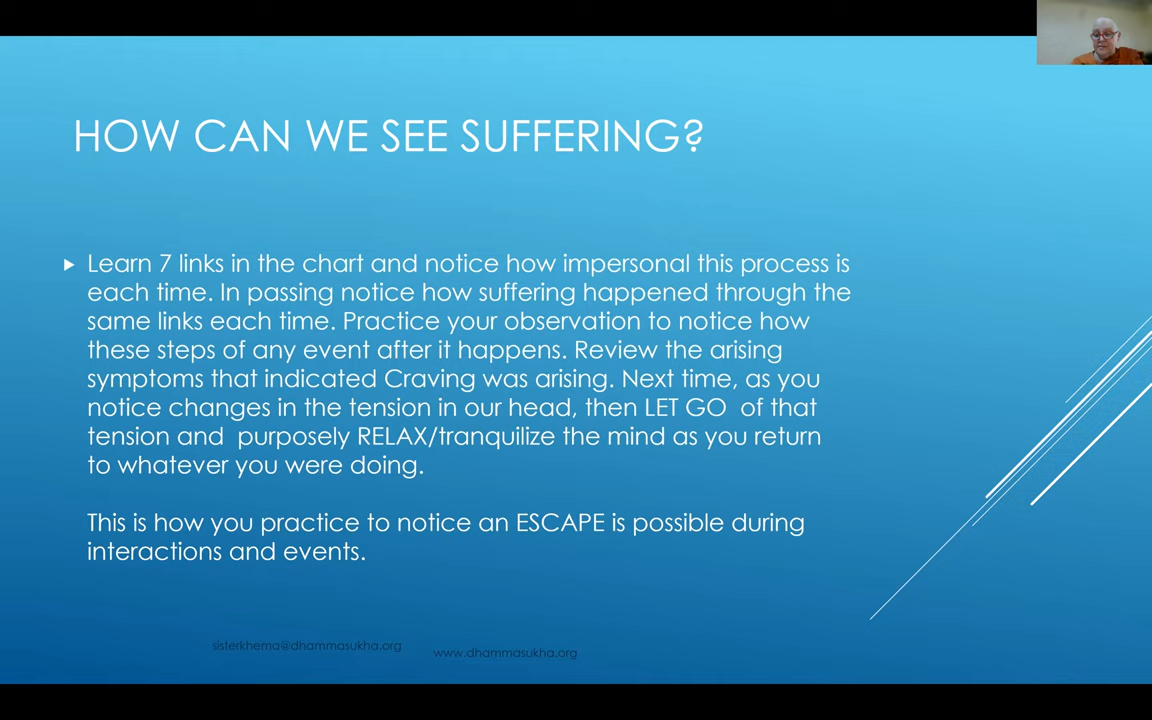 HOW CAN WE SEE SUFFERING?
Learn 7 links in the chart and notice how impersonal this process is
each time. In passing notice how suffering happened through the
same links each time. Practice your observation to notice how
these steps of any event after it happens. Review the arising
symptoms that indicated Craving was arising. Next time, as you
notice changes in the tension in our head, then LET GO of that
tension and purposely RELAX/tranquilize the mind as you return
to whatever you were doing.
This is how you practice to notice an ESCAPE is possible during
interactions and events.
sisterkhema@dhammasukha.org
www.dhammasukha.org